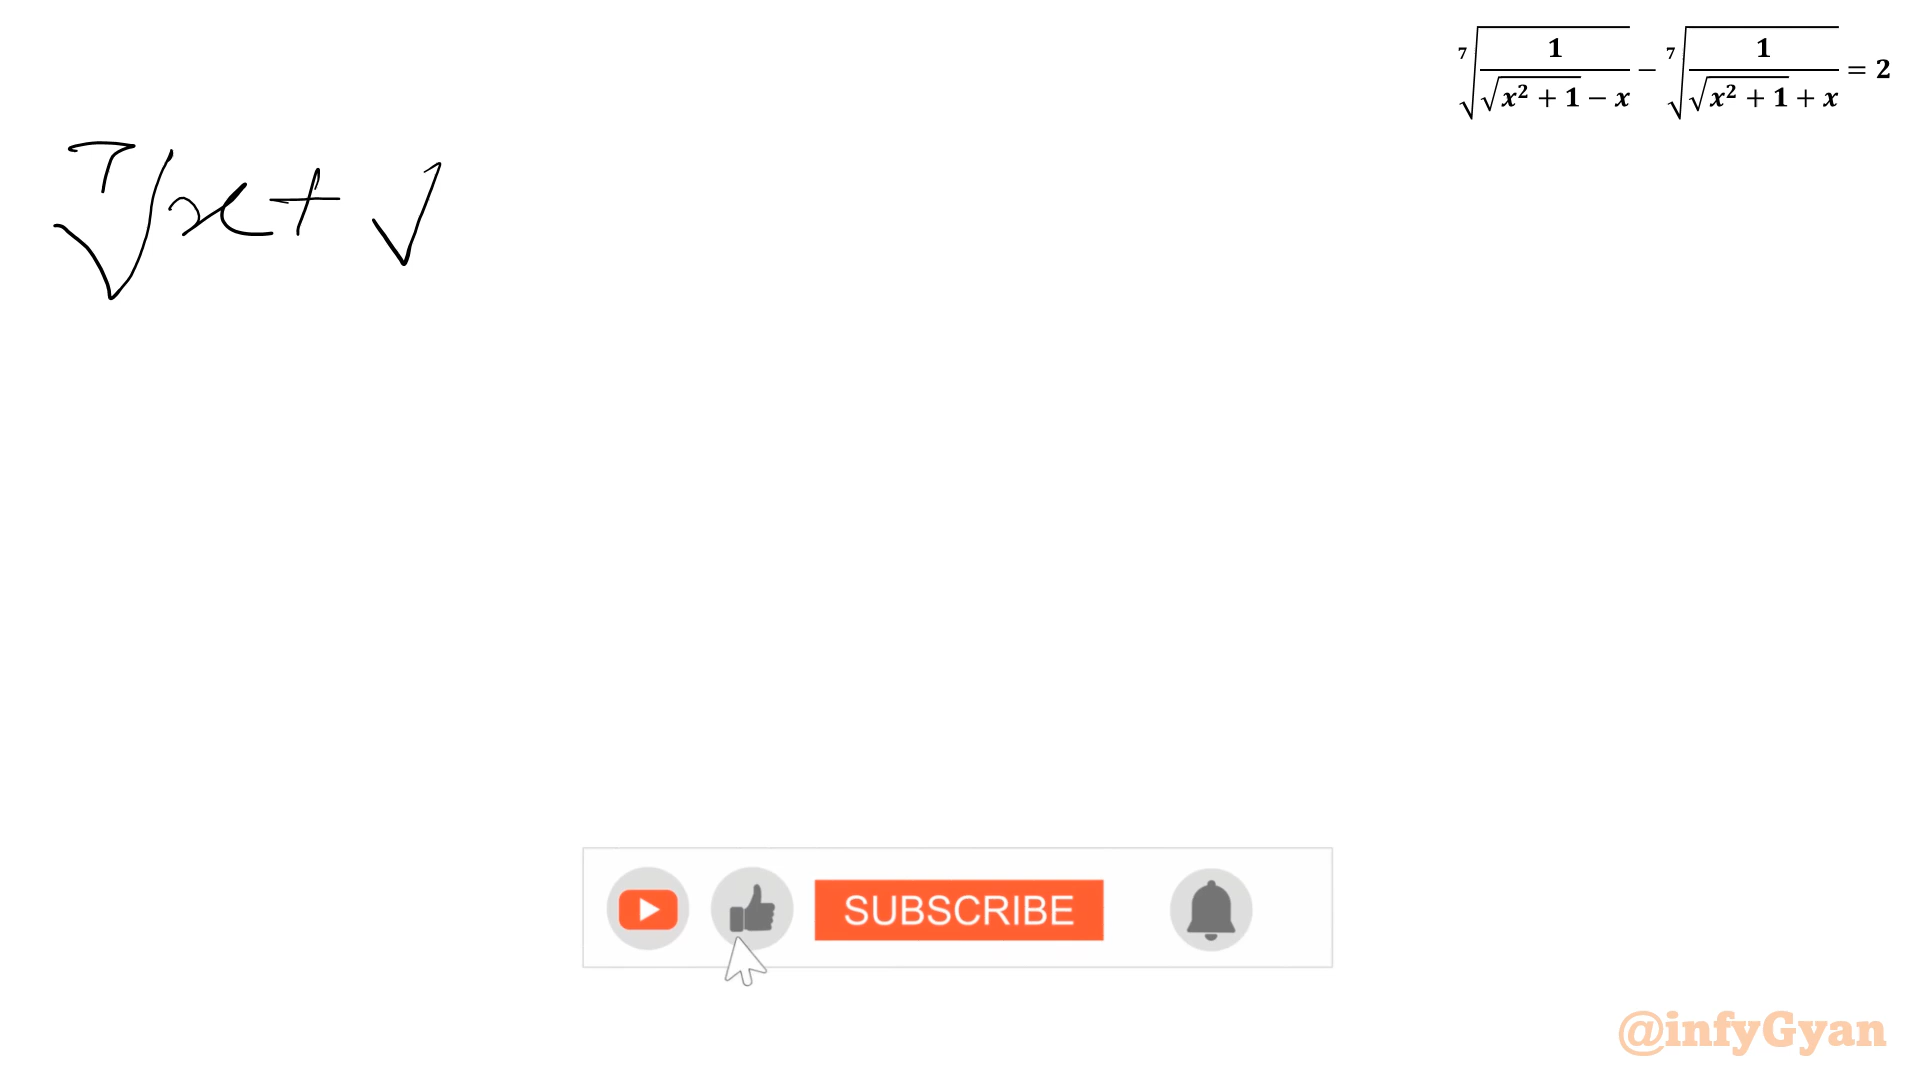 ⁷√(1/(√(x² + 1) − x)) − ⁷√(1/(√(x² + 1) + x)) = 2
⁷√x + √
SUBSCRIBE
@infyGyan